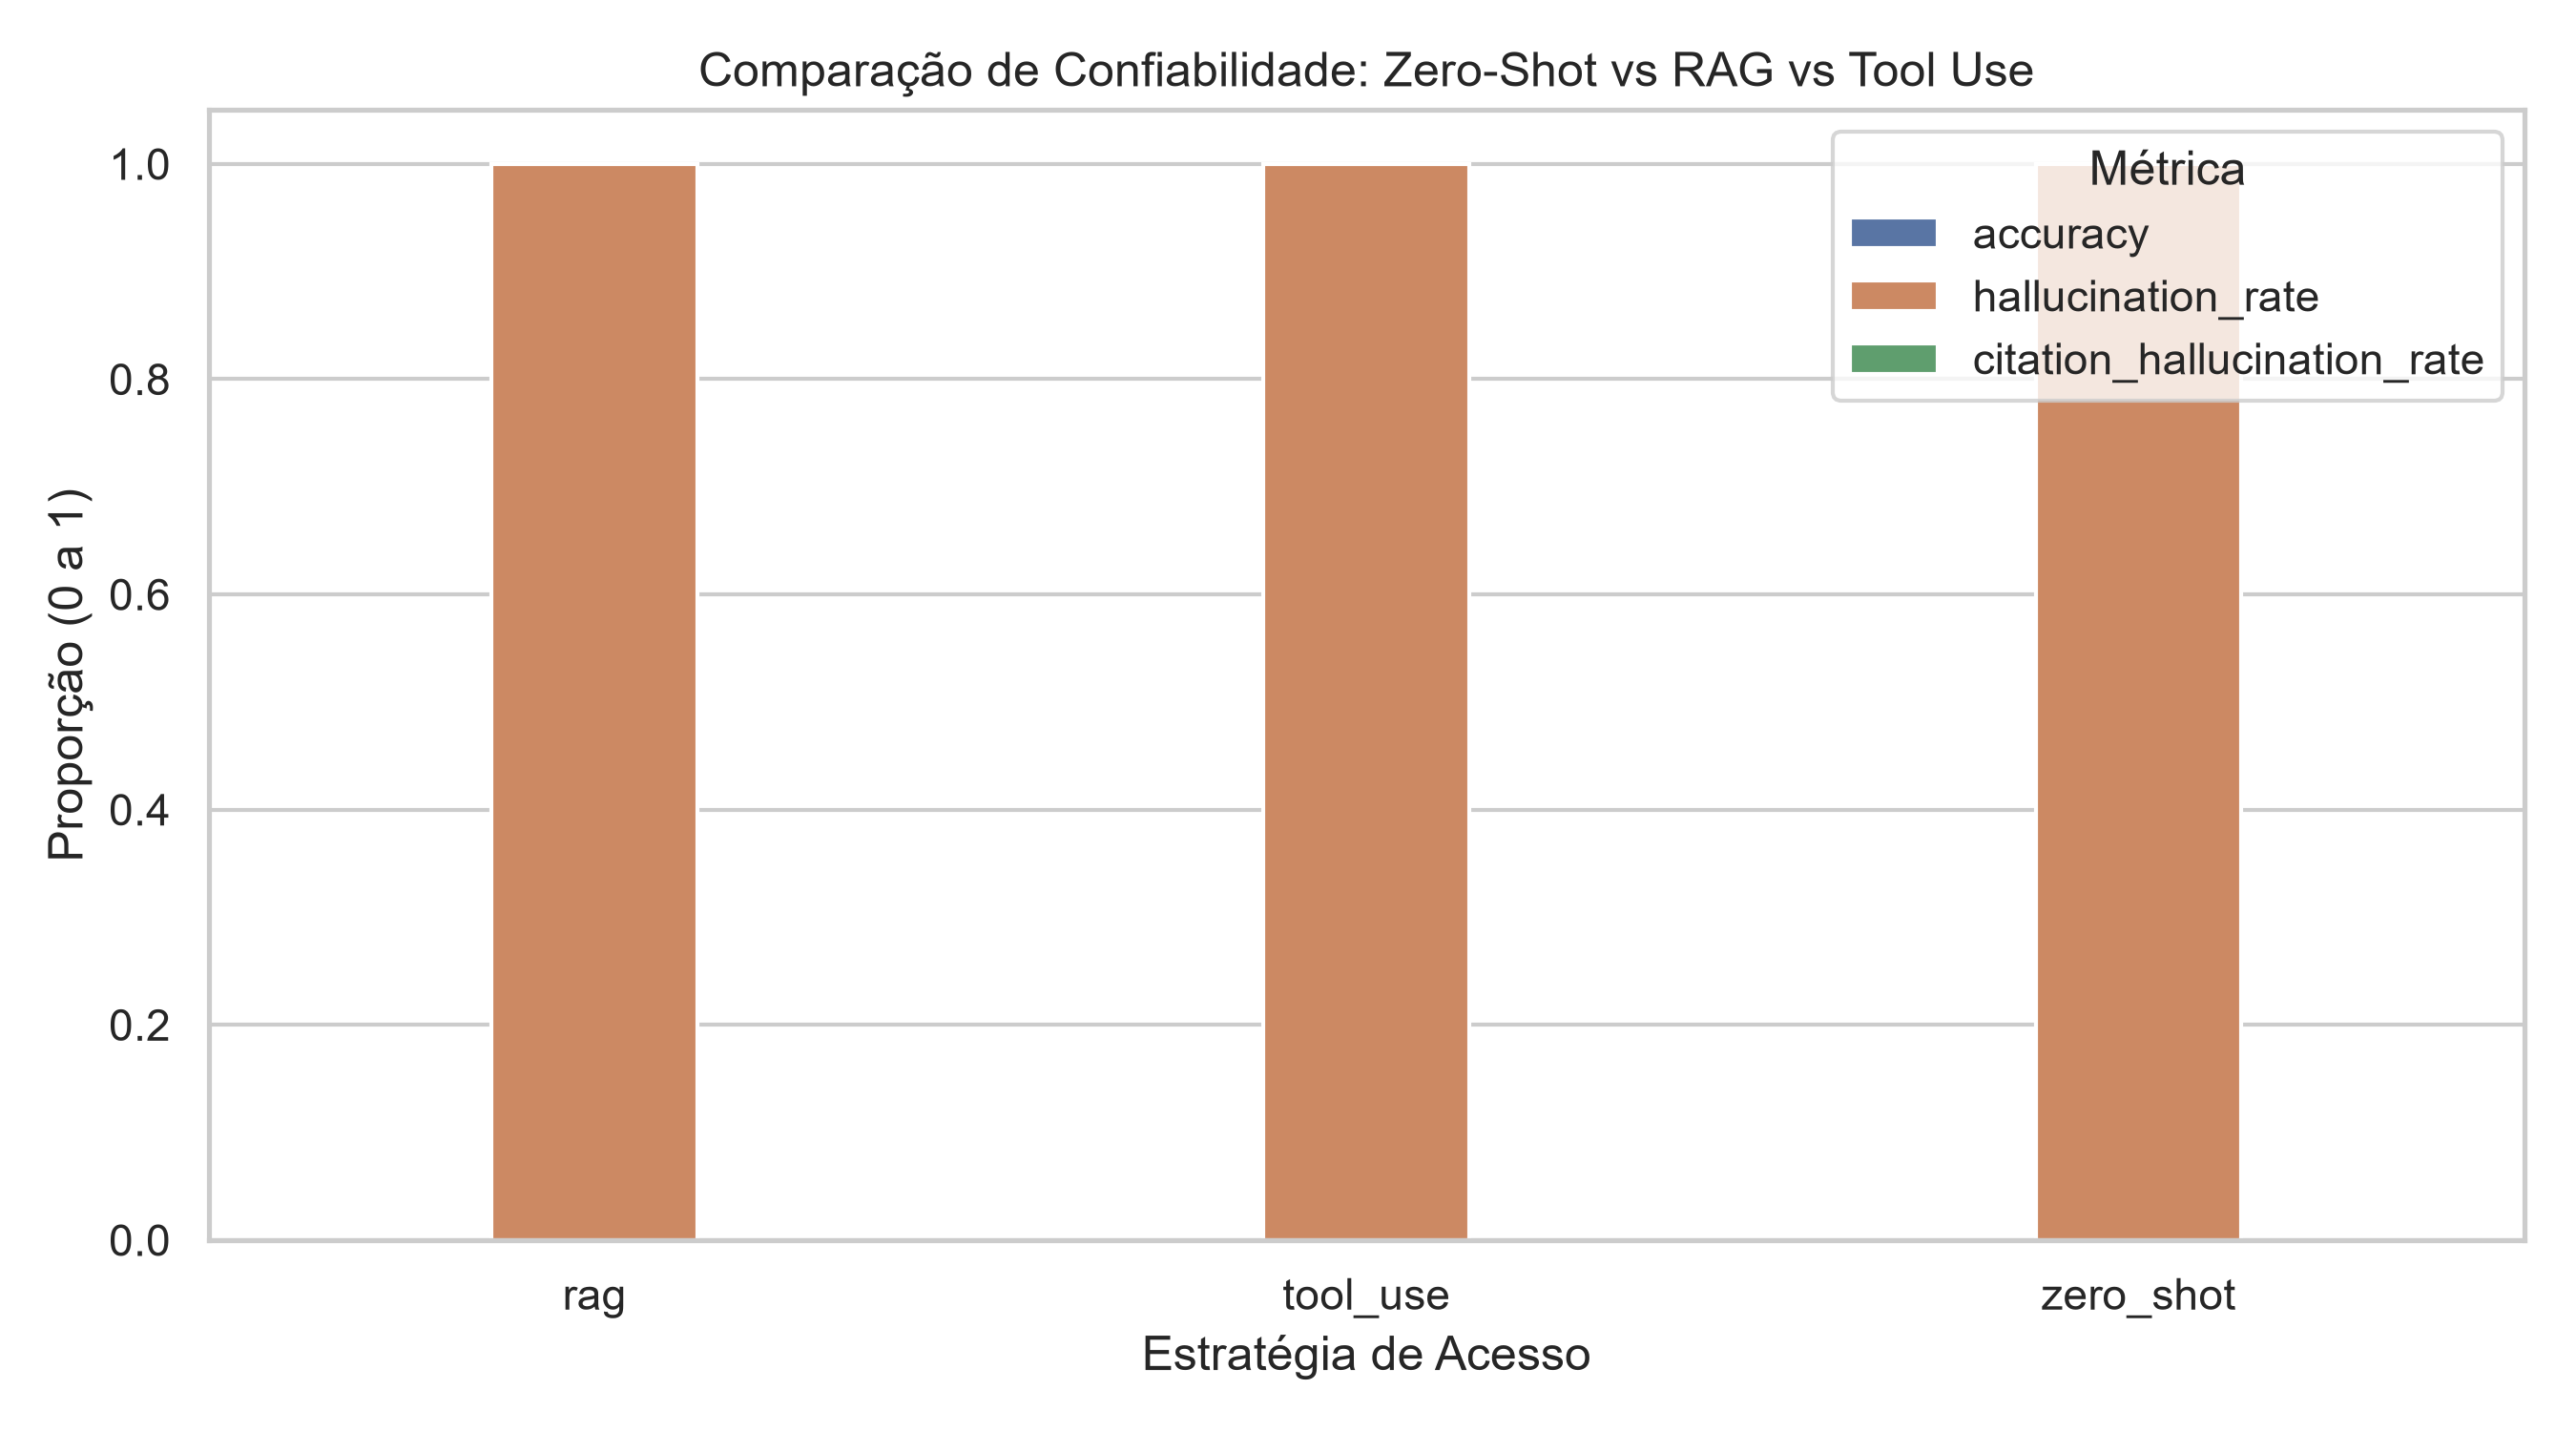 Comparação de Confiabilidade: Zero-Shot vs RAG vs Tool Use
Proporção (0 a 1)
1.0
0.8
0.6
0.4
0.2
0.0
Métrica
accuracy
hallucination_rate
citation_hallucination_rate
rag
tool_use
zero_shot
Estratégia de Acesso